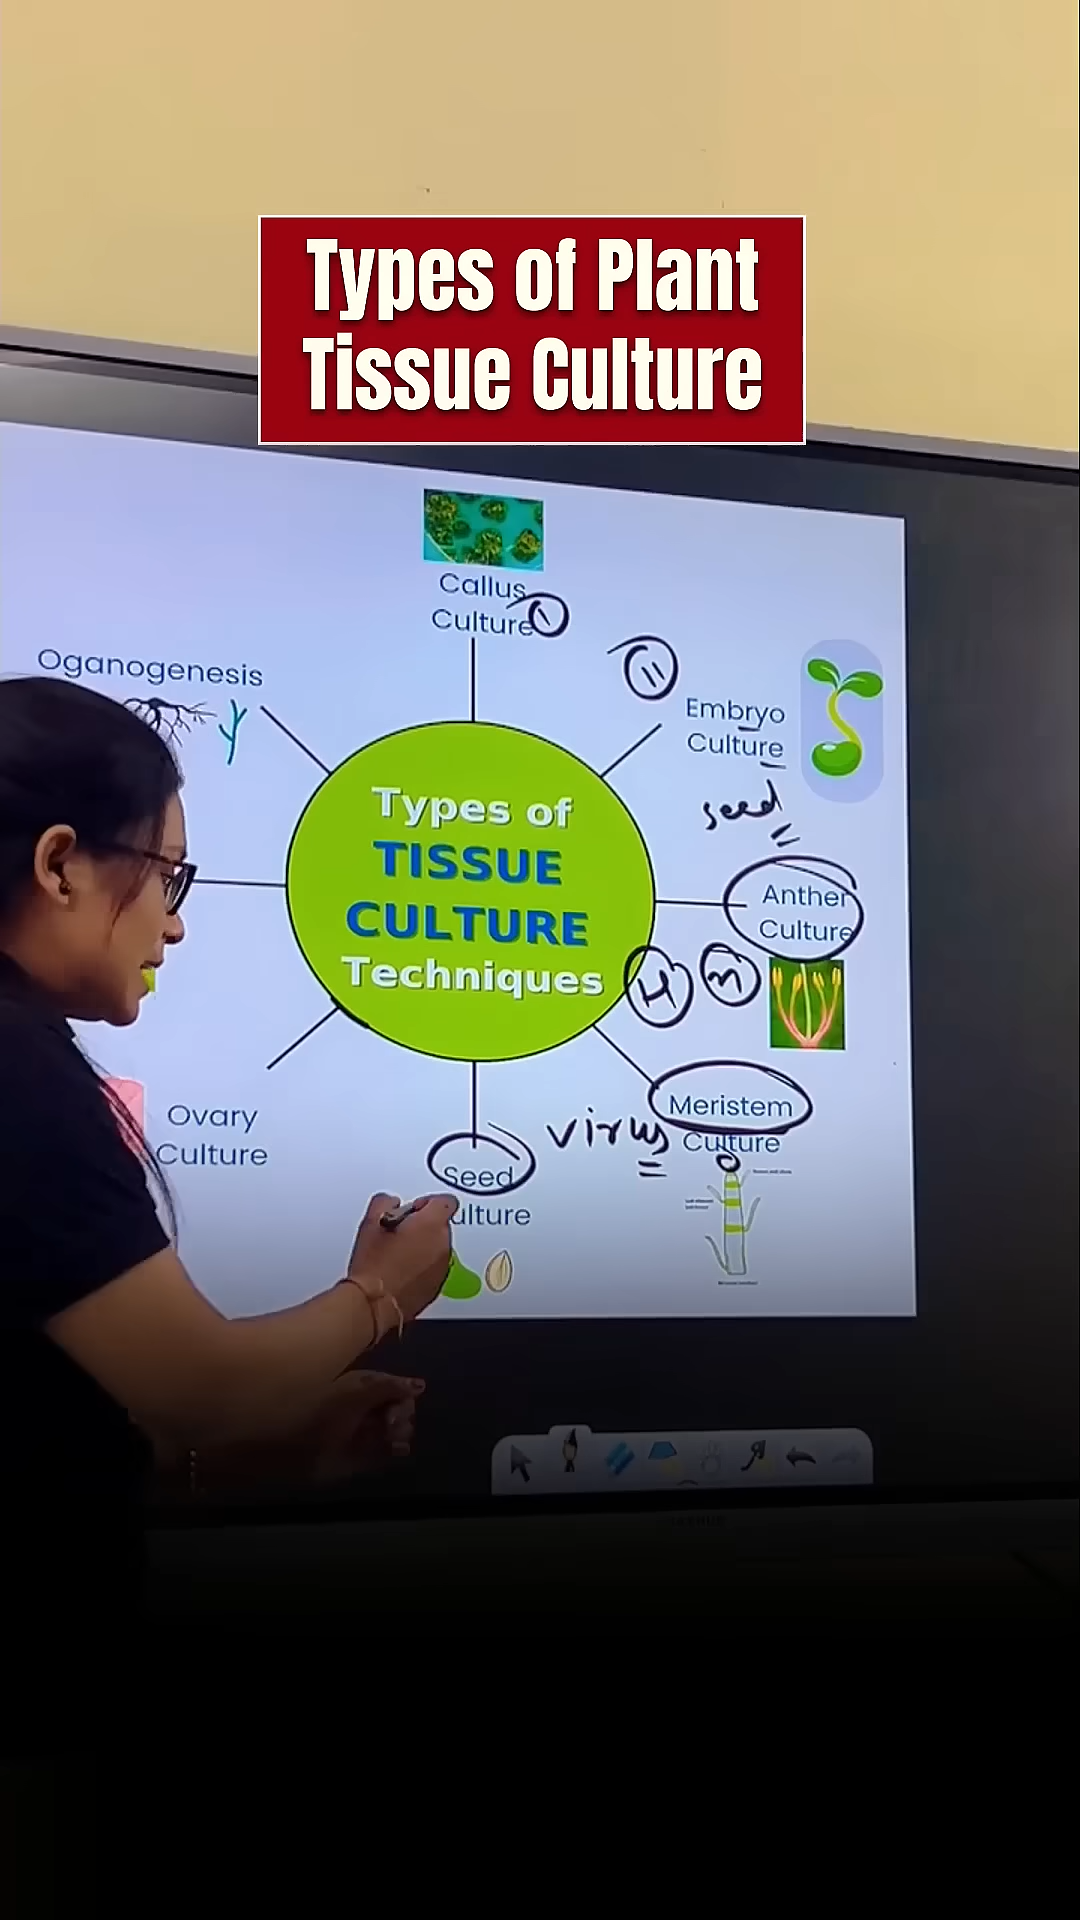 Types of Plant
Tissue Culture
Callus
Culture
Oganogenesis
Embryo
Culture
seed
Types of
TISSUE
CULTURE
Techniques
Anther
Culture
H
n
Meristem
Culture
virus
Ovary
Culture
Seed
ulture